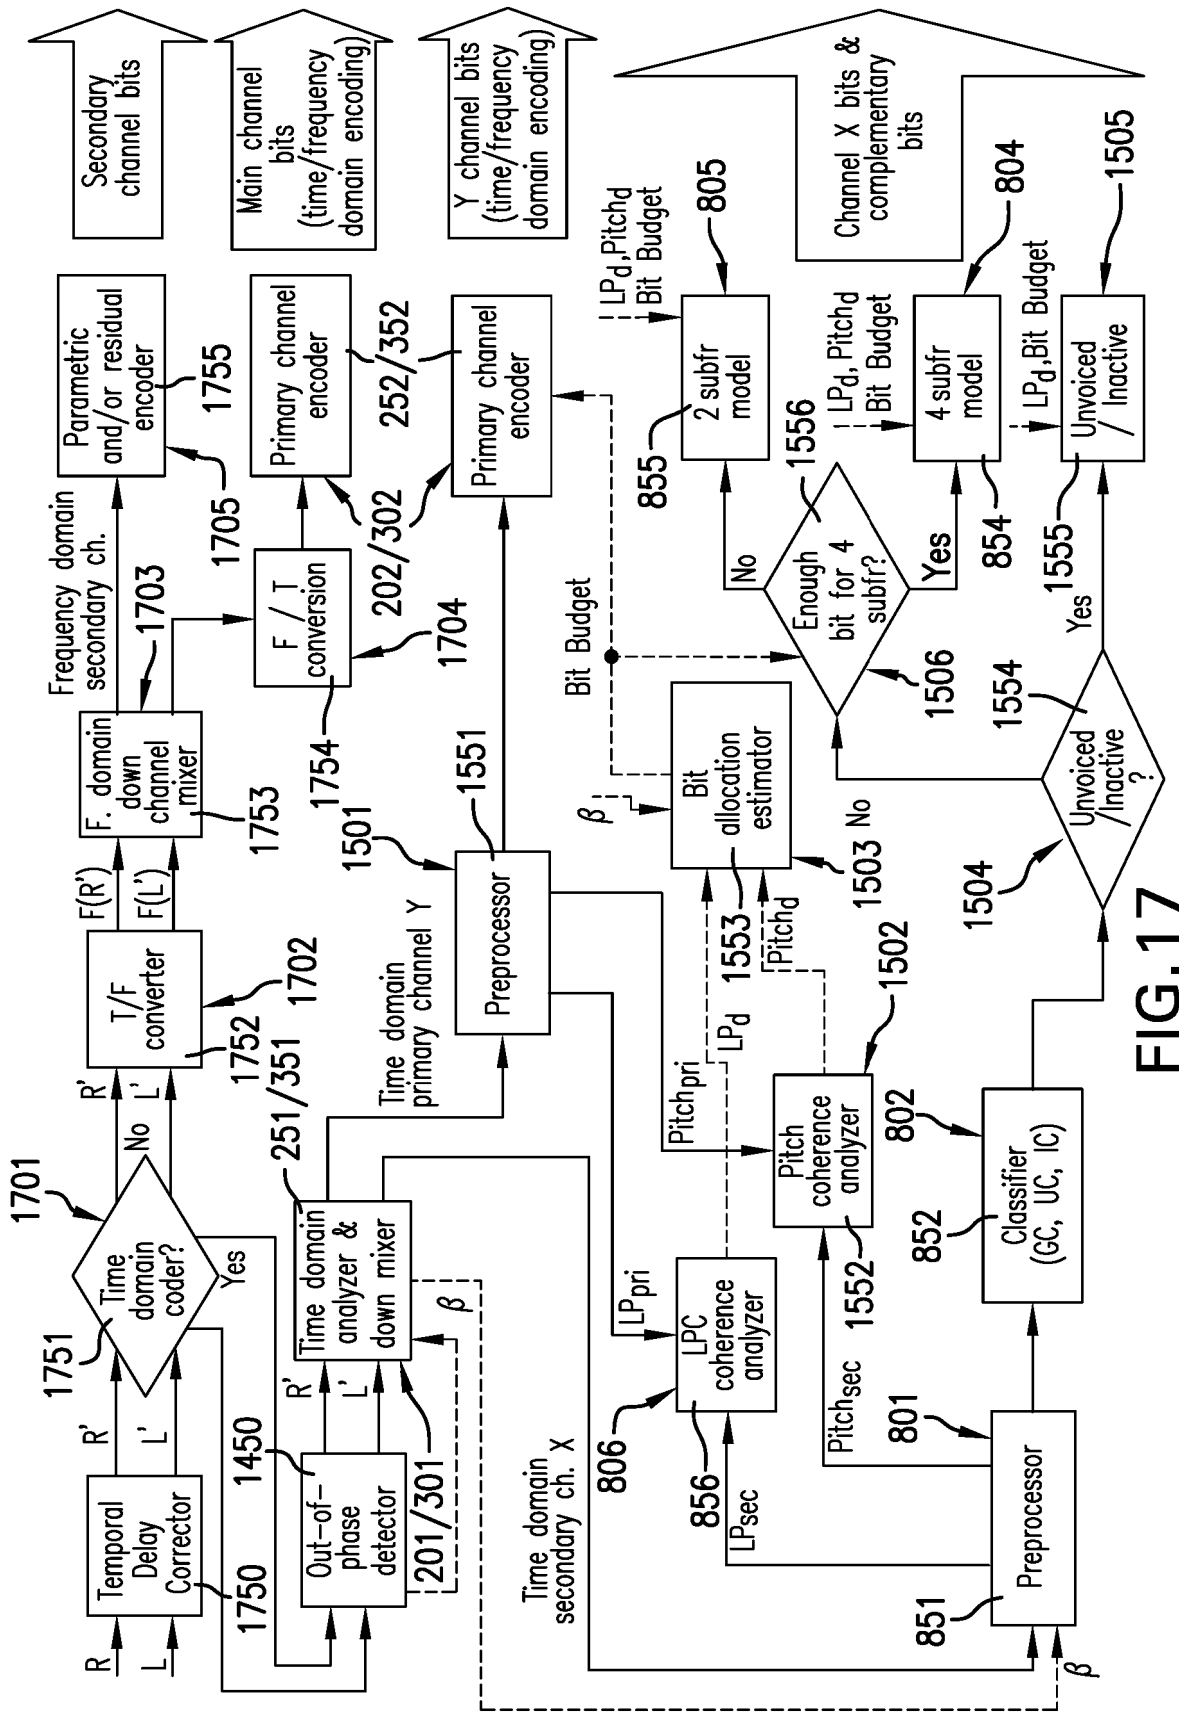 R
L
Temporal
Delay
Corrector
1750
R'
L'
1751
Time
domain
coder?
1701
No
Yes
R'
L'
T/F
converter
1752
1702
F(R')
F(L')
F. domain
down
channel
mixer
1753
1703
Frequency domain
secondary ch.
Parametric
and/or residual
encoder
1705
1755
Secondary
channel bits
F / T
conversion
1754
1704
Primary channel
encoder
252/352
202/302
Main channel
bits
(time/frequency
domain encoding)
Out-of-
phase
detector
1450
R'
L'
201/301
Time domain
analyzer &
down mixer
251/351
β
Time domain
primary channel Y
Preprocessor
1501
1551
Primary channel
encoder
Y channel bits
(time/frequency
domain encoding)
Time domain
secondary ch. X
LPpri
Pitchpri
806
LPC
coherence
analyzer
856
LPsec
LPd
Pitch
coherence
analyzer
1552
1502
Pitchsec
Pitchd
β
Bit
allocation
estimator
1553
1503
Bit Budget
Enough
bit for 4
subfr?
1556
1506
No
Yes
LPd,Pitchd
Bit Budget
2 subfr
model
855
805
LPd,Pitchd
Bit Budget
4 subfr
model
854
804
LPd,Bit Budget
Unvoiced
/
Inactive
1555
1505
Channel X bits &
complementary
bits
β
Preprocessor
851
801
Classifier
(GC, UC, IC)
852
802
Unvoiced
/Inactive
?
1504
1554
No
Yes
FIG.17